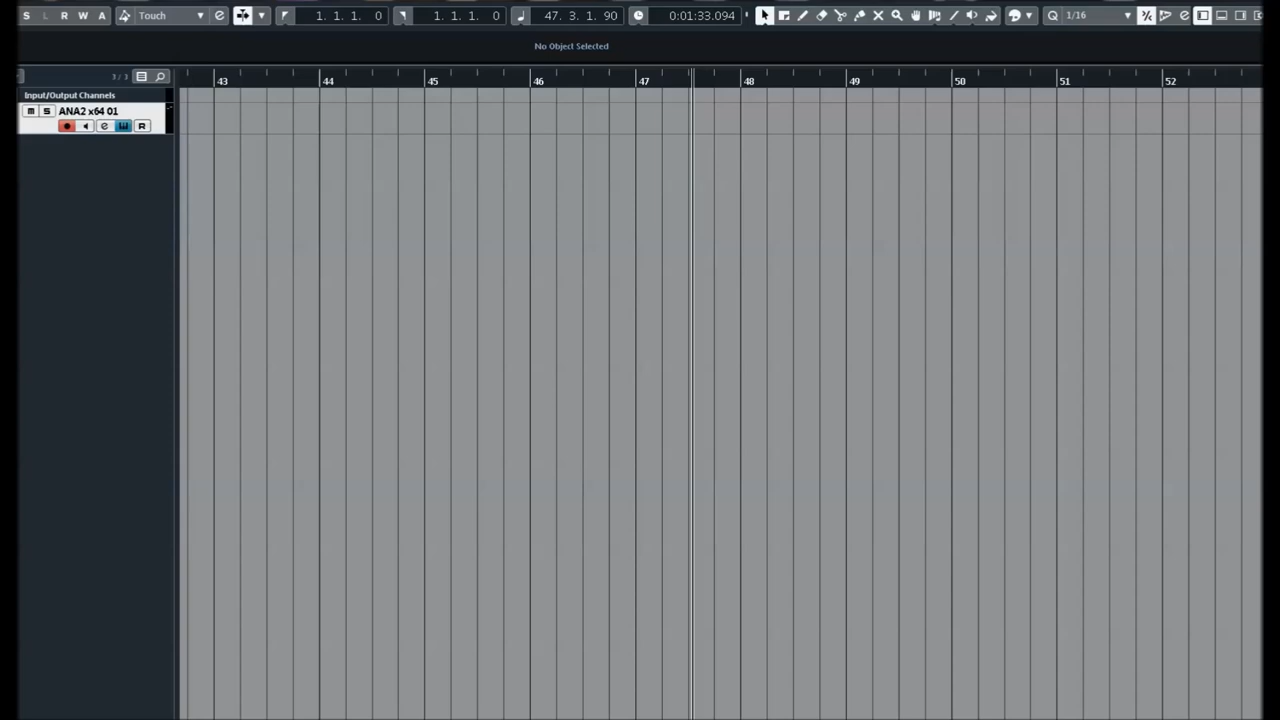 S L R W A Touch 1. 1. 1. 0 1. 1. 1. 0 47. 3. 1. 90 0:01:33.094 Q 1/16
No Object Selected
3 / 3 43 44 45 46 47 48 49 50 51 52
Input/Output Channels
m S ANA2 x64 01
e R